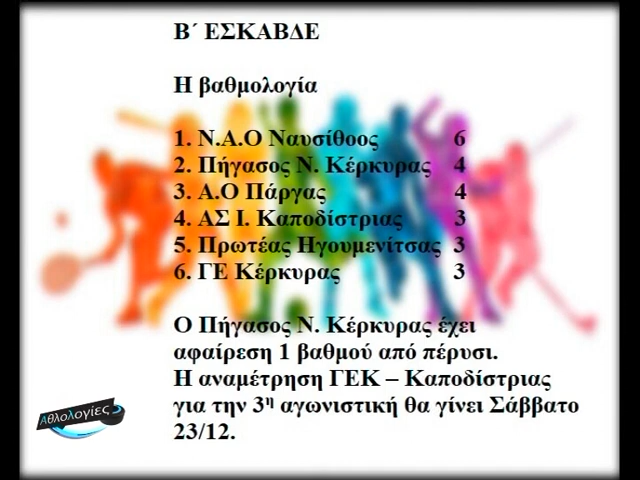 Β΄ ΕΣΚΑΒΔΕ
Η βαθμολογία
1. Ν.Α.Ο Ναυσίθοος 6
2. Πήγασος Ν. Κέρκυρας 4
3. Α.Ο Πάργας 4
4. ΑΣ Ι. Καποδίστριας 3
5. Πρωτέας Ηγουμενίτσας 3
6. ΓΕ Κέρκυρας 3
Ο Πήγασος Ν. Κέρκυρας έχει
αφαίρεση 1 βαθμού από πέρυσι.
Η αναμέτρηση ΓΕΚ – Καποδίστριας
για την 3η αγωνιστική θα γίνει Σάββατο
23/12.
Αθλολογίες